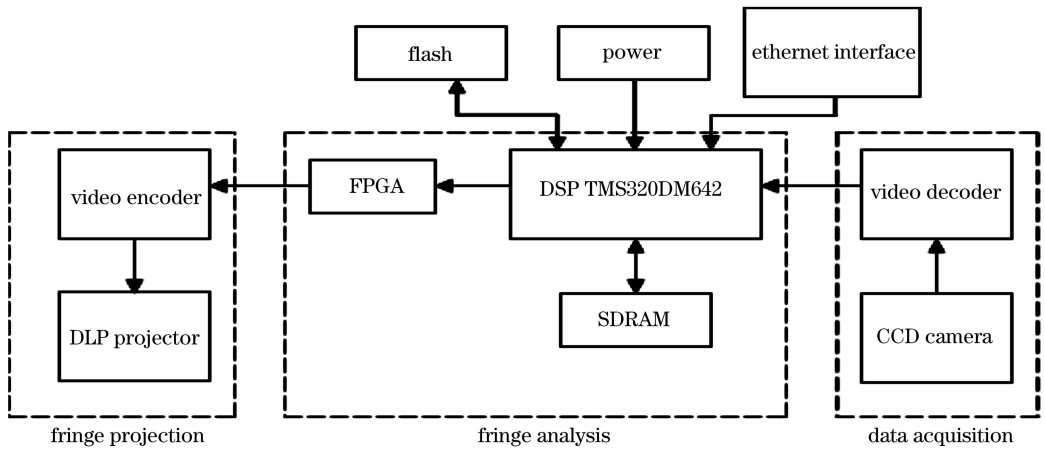 flash
power
ethernet interface
video encoder
FPGA
DSP TMS320DM642
video decoder
DLP projector
SDRAM
CCD camera
fringe projection
fringe analysis
data acquisition